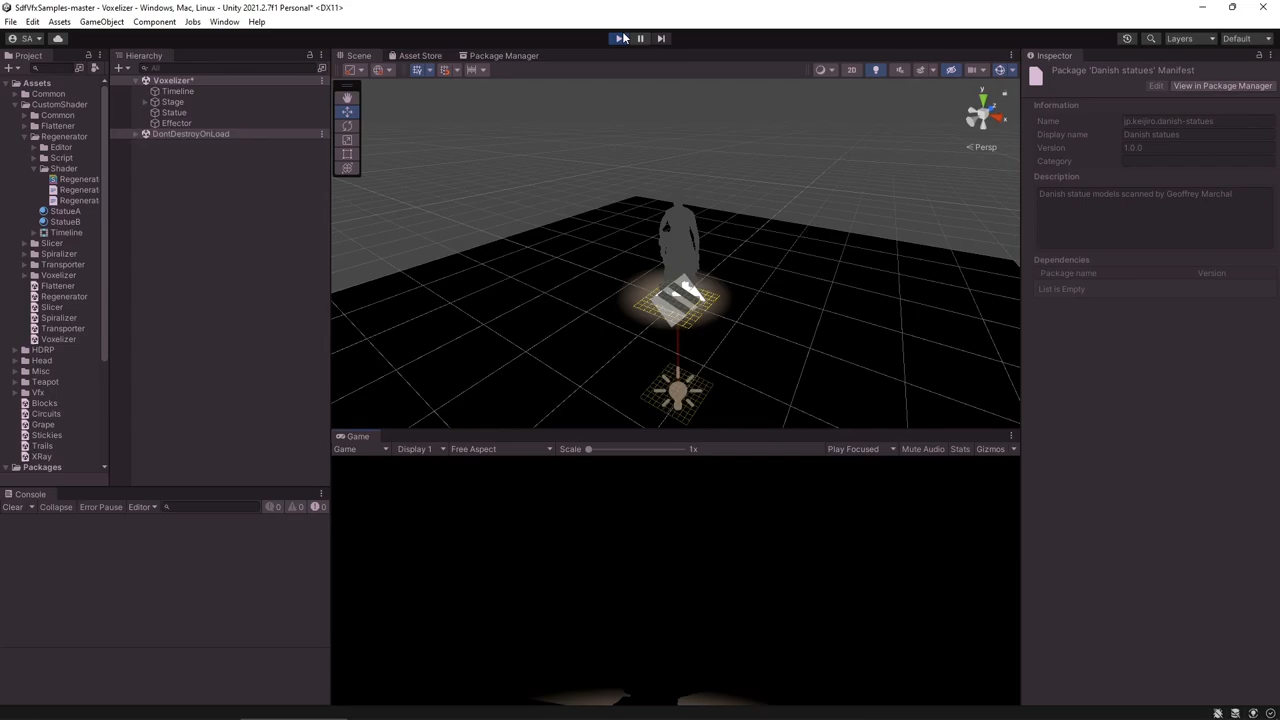 SdfVfxSamples-master - Voxelizer - Windows, Mac, Linux - Unity 2021.2.7f1 Personal* <DX11>
File Edit Assets GameObject Component Jobs Window Help
SA Layers Default
Project Hierarchy Scene Asset Store Package Manager Inspector
All
2D
Assets
Common
CustomShader
Common
Flattener
Regenerator
Editor
Script
Shader
Regenerat
Regenerat
Regenerat
StatueA
StatueB
Timeline
Slicer
Spiralizer
Transporter
Voxelizer
Flattener
Regenerator
Slicer
Spiralizer
Transporter
Voxelizer
HDRP
Head
Misc
Teapot
Vfx
Blocks
Circuits
Grape
Stickies
Trails
XRay
Packages
Voxelizer*
Timeline
Stage
Statue
Effector
DontDestroyOnLoad
y
z
x
Persp
Package 'Danish statues' Manifest
Edit View in Package Manager
Information
Name jp.keijiro.danish-statues
Display name Danish statues
Version 1.0.0
Category
Description
Danish statue models scanned by Geoffrey Marchal
Dependencies
Package name Version
List is Empty
Game
Game Display 1 Free Aspect Scale 1x Play Focused Mute Audio Stats Gizmos
Console
Clear Collapse Error Pause Editor 0 0 0